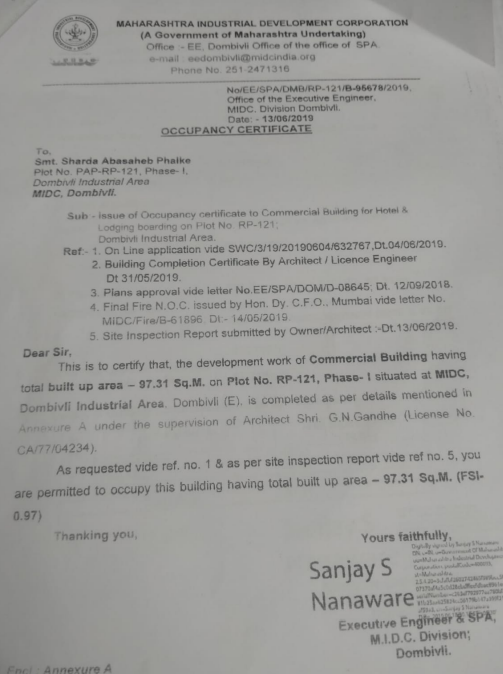 MAHARASHTRA INDUSTRIAL DEVELOPMENT CORPORATION
(A Government of Maharashtra Undertaking)
Office :- EE, Dombivli Office of the office of SPA
e-mail : eedombivli@midcindia.org
Phone No. 251-2471316
No/EE/SPA/DMB/RP-121/B-95678/2019,
Office of the Executive Engineer,
MIDC, Division Dombivli.
Date: - 13/06/2019
OCCUPANCY CERTIFICATE
To,
Smt. Sharda Abasaheb Phalke
Plot No. PAP-RP-121, Phase- I,
Dombivli Industrial Area
MIDC, Dombivli.
Sub - Issue of Occupancy certificate to Commercial Building for Hotel &
Lodging boarding on Plot No. RP-121;
Dombivli Industrial Area.
Ref:- 1. On Line application vide SWC/3/19/20190604/632767,Dt.04/06/2019.
2. Building Completion Certificate By Architect / Licence Engineer
Dt 31/05/2019.
3. Plans approval vide letter No.EE/SPA/DOM/D-08645; Dt. 12/09/2018.
4. Final Fire N.O.C. issued by Hon. Dy. C.F.O., Mumbai vide letter No.
MIDC/Fire/B-61896, Dt:- 14/05/2019.
5. Site Inspection Report submitted by Owner/Architect :-Dt.13/06/2019.
Dear Sir,
This is to certify that, the development work of Commercial Building having
total built up area – 97.31 Sq.M. on Plot No. RP-121, Phase- I situated at MIDC,
Dombivli Industrial Area, Dombivli (E), is completed as per details mentioned in
Annexure A under the supervision of Architect Shri. G.N.Gandhe (License No.
CA/77/04234).
As requested vide ref. no. 1 & as per site inspection report vide ref no. 5, you
are permitted to occupy this building having total built up area – 97.31 Sq.M. (FSI-
0.97)
Thanking you,
Yours faithfully,
Sanjay S
Nanaware
Digitally signed by Sanjay S Nanaware
Executive Engineer & SPA,
M.I.D.C. Division;
Dombivli.
Encl : Annexure A